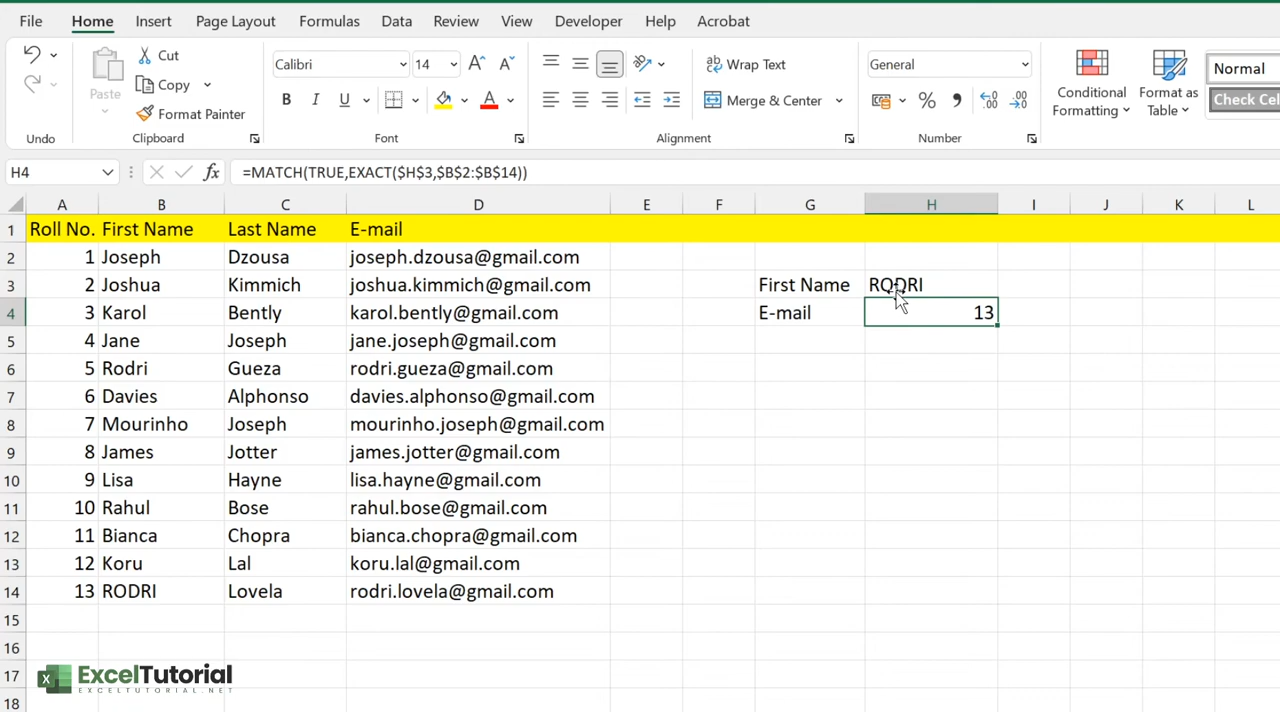 File Home Insert Page Layout Formulas Data Review View Developer Help Acrobat
Paste Cut Copy Format Painter
Calibri 14 A^ A˅
B I U A
ab Wrap Text
Merge & Center
General
% , .00
Conditional Formatting
Format as Table
Normal
Check Cel
Undo Clipboard Font Alignment Number
H4 fx =MATCH(TRUE,EXACT($H$3,$B$2:$B$14))
A B C D E F G H I J K L
1 Roll No. First Name Last Name E-mail
2 1 Joseph Dzousa joseph.dzousa@gmail.com
3 2 Joshua Kimmich joshua.kimmich@gmail.com First Name RODRI
4 3 Karol Bently karol.bently@gmail.com E-mail 13
5 4 Jane Joseph jane.joseph@gmail.com
6 5 Rodri Gueza rodri.gueza@gmail.com
7 6 Davies Alphonso davies.alphonso@gmail.com
8 7 Mourinho Joseph mourinho.joseph@gmail.com
9 8 James Jotter james.jotter@gmail.com
10 9 Lisa Hayne lisa.hayne@gmail.com
11 10 Rahul Bose rahul.bose@gmail.com
12 11 Bianca Chopra bianca.chopra@gmail.com
13 12 Koru Lal koru.lal@gmail.com
14 13 RODRI Lovela rodri.lovela@gmail.com
15
16
17
18
X ExcelTutorial
EXCELTUTORIAL.NET